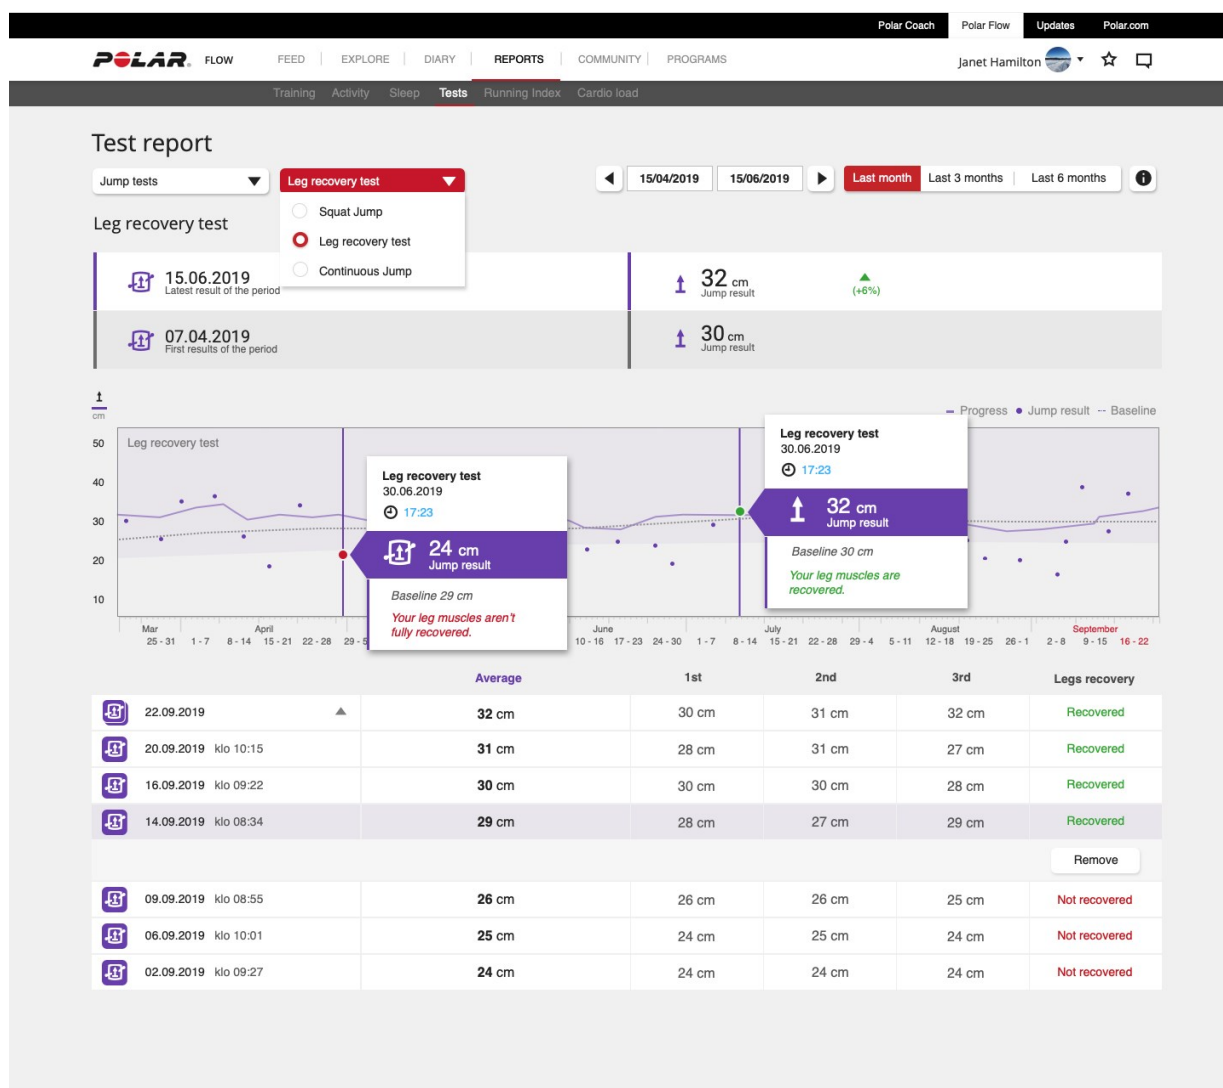 Polar Coach Polar Flow Updates Polar.com
POLAR. FLOW FEED EXPLORE DIARY REPORTS COMMUNITY PROGRAMS Janet Hamilton
Training Activity Sleep Tests Running Index Cardio load
Test report
Jump tests Leg recovery test 15/04/2019 15/06/2019 Last month Last 3 months Last 6 months
Squat Jump
Leg recovery test
Leg recovery test
Continuous Jump
15.06.2019 32 cm
Latest result of the period Jump result (+6%)
07.04.2019 30 cm
First results of the period Jump result
cm
Progress Jump result Baseline
50 Leg recovery test
40
30
20
10
Leg recovery test
30.06.2019
17:23
24 cm
Jump result
Baseline 29 cm
Your leg muscles aren't
fully recovered.
Leg recovery test
30.06.2019
17:23
32 cm
Jump result
Baseline 30 cm
Your leg muscles are
recovered.
Mar April June July August September
25 - 31 1 - 7 8 - 14 15 - 21 22 - 28 29 - 5 10 - 16 17 - 23 24 - 30 1 - 7 8 - 14 15 - 21 22 - 28 29 - 4 5 - 11 12 - 18 19 - 25 26 - 1 2 - 8 9 - 15 16 - 22
Average 1st 2nd 3rd Legs recovery
22.09.2019 32 cm 30 cm 31 cm 32 cm Recovered
20.09.2019 klo 10:15 31 cm 28 cm 31 cm 27 cm Recovered
16.09.2019 klo 09:22 30 cm 30 cm 30 cm 28 cm Recovered
14.09.2019 klo 08:34 29 cm 28 cm 27 cm 29 cm Recovered
Remove
09.09.2019 klo 08:55 26 cm 26 cm 26 cm 25 cm Not recovered
06.09.2019 klo 10:01 25 cm 24 cm 25 cm 24 cm Not recovered
02.09.2019 klo 09:27 24 cm 24 cm 24 cm 24 cm Not recovered